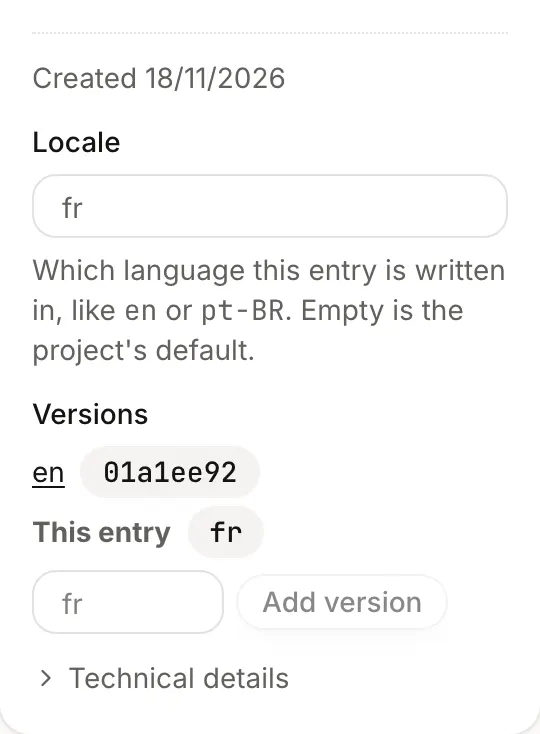 Created 18/11/2026
Locale
fr
Which language this entry is written
in, like en or pt-BR. Empty is the
project's default.
Versions
en 01a1ee92
This entry fr
fr Add version
Technical details